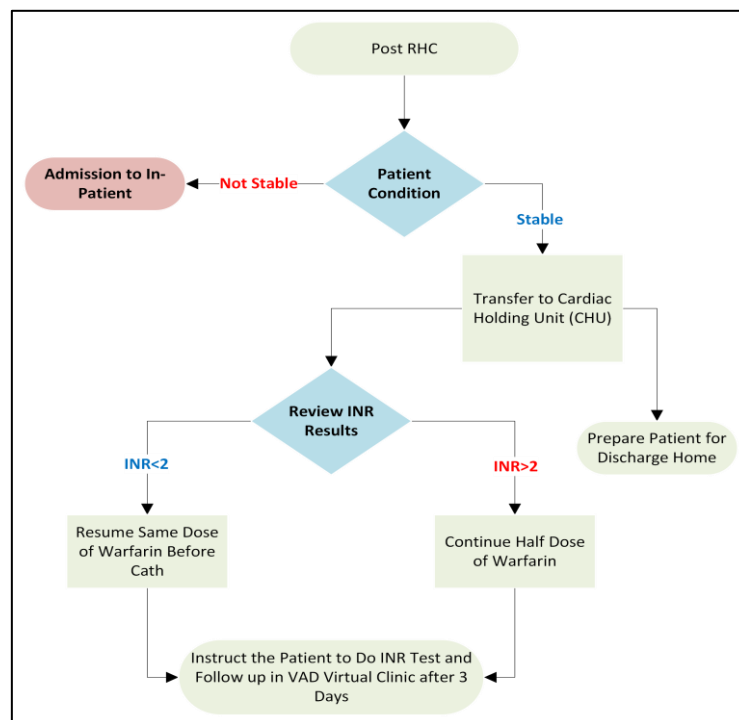 Post RHC
Admission to In-
Patient
Not Stable
Patient
Condition
Stable
Transfer to Cardiac
Holding Unit (CHU)
Review INR
Results
Prepare Patient for
Discharge Home
INR<2
INR>2
Resume Same Dose
of Warfarin Before
Cath
Continue Half Dose
of Warfarin
Instruct the Patient to Do INR Test and
Follow up in VAD Virtual Clinic after 3
Days